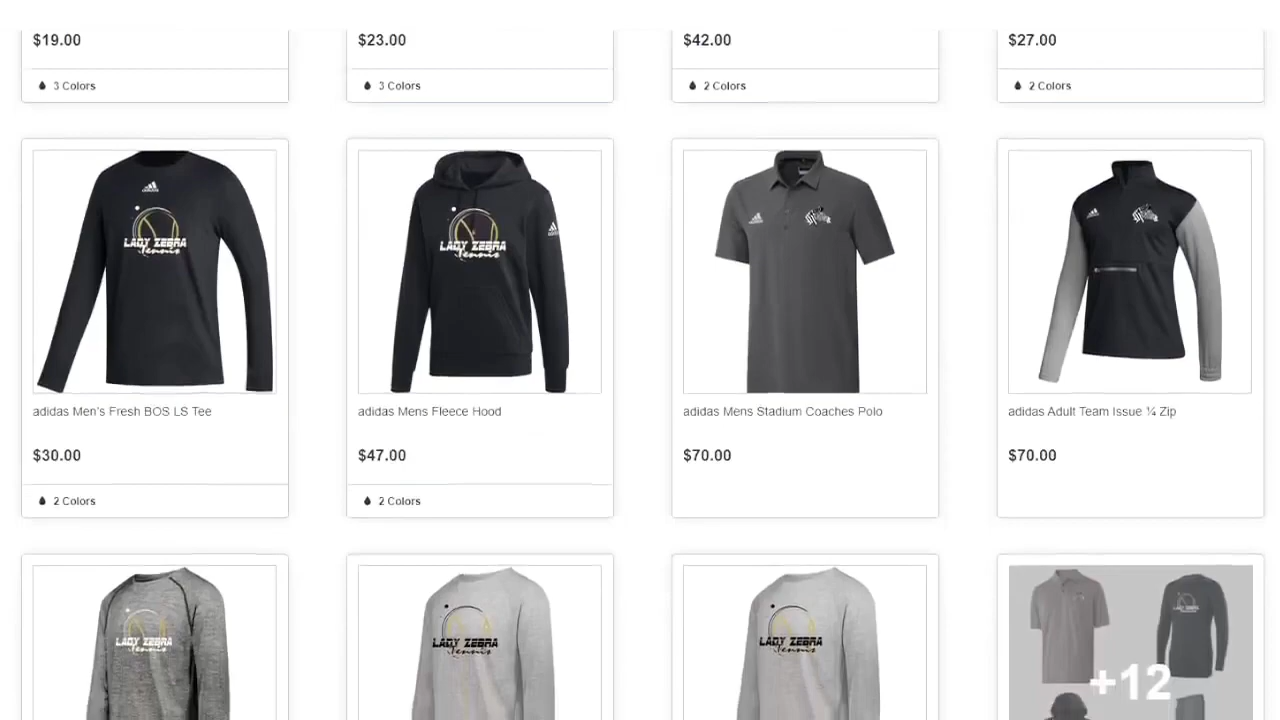 $19.00
$23.00
$42.00
$27.00
3 Colors
3 Colors
2 Colors
2 Colors
LADY ZEBRA
Tennis
LADY ZEBRA
Tennis
adidas Men's Fresh BOS LS Tee
adidas Mens Fleece Hood
adidas Mens Stadium Coaches Polo
adidas Adult Team Issue ¼ Zip
$30.00
$47.00
$70.00
$70.00
2 Colors
2 Colors
LADY ZEBRA
Tennis
LADY ZEBRA
Tennis
LADY ZEBRA
Tennis
+12